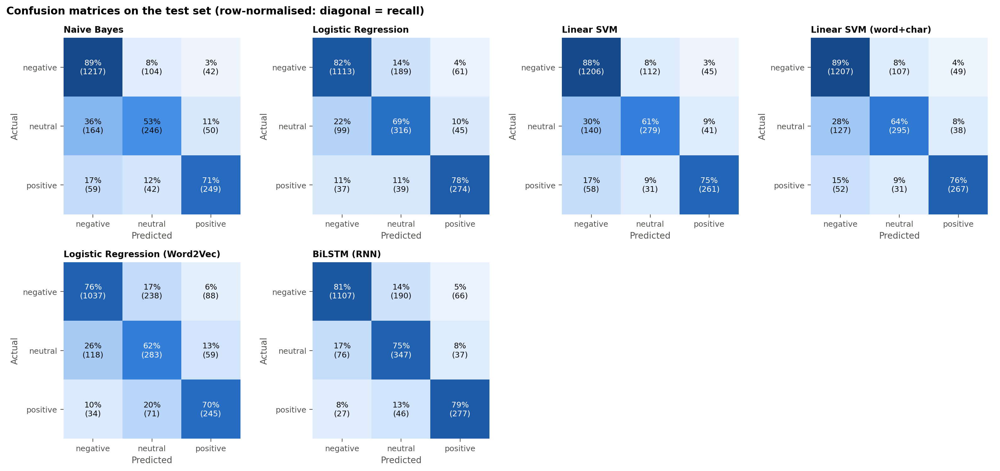 Confusion matrices on the test set (row-normalised: diagonal = recall)
Naive Bayes
Actual
negative
89% 8% 3%
(1217) (104) (42)
neutral
36% 53% 11%
(164) (246) (50)
positive
17% 12% 71%
(59) (42) (249)
negative neutral positive
Predicted
Logistic Regression
Actual
negative
82% 14% 4%
(1113) (189) (61)
neutral
22% 69% 10%
(99) (316) (45)
positive
11% 11% 78%
(37) (39) (274)
negative neutral positive
Predicted
Linear SVM
Actual
negative
88% 8% 3%
(1206) (112) (45)
neutral
30% 61% 9%
(140) (279) (41)
positive
17% 9% 75%
(58) (31) (261)
negative neutral positive
Predicted
Linear SVM (word+char)
Actual
negative
89% 8% 4%
(1207) (107) (49)
neutral
28% 64% 8%
(127) (295) (38)
positive
15% 9% 76%
(52) (31) (267)
negative neutral positive
Predicted
Logistic Regression (Word2Vec)
Actual
negative
76% 17% 6%
(1037) (238) (88)
neutral
26% 62% 13%
(118) (283) (59)
positive
10% 20% 70%
(34) (71) (245)
negative neutral positive
Predicted
BiLSTM (RNN)
Actual
negative
81% 14% 5%
(1107) (190) (66)
neutral
17% 75% 8%
(76) (347) (37)
positive
8% 13% 79%
(27) (46) (277)
negative neutral positive
Predicted